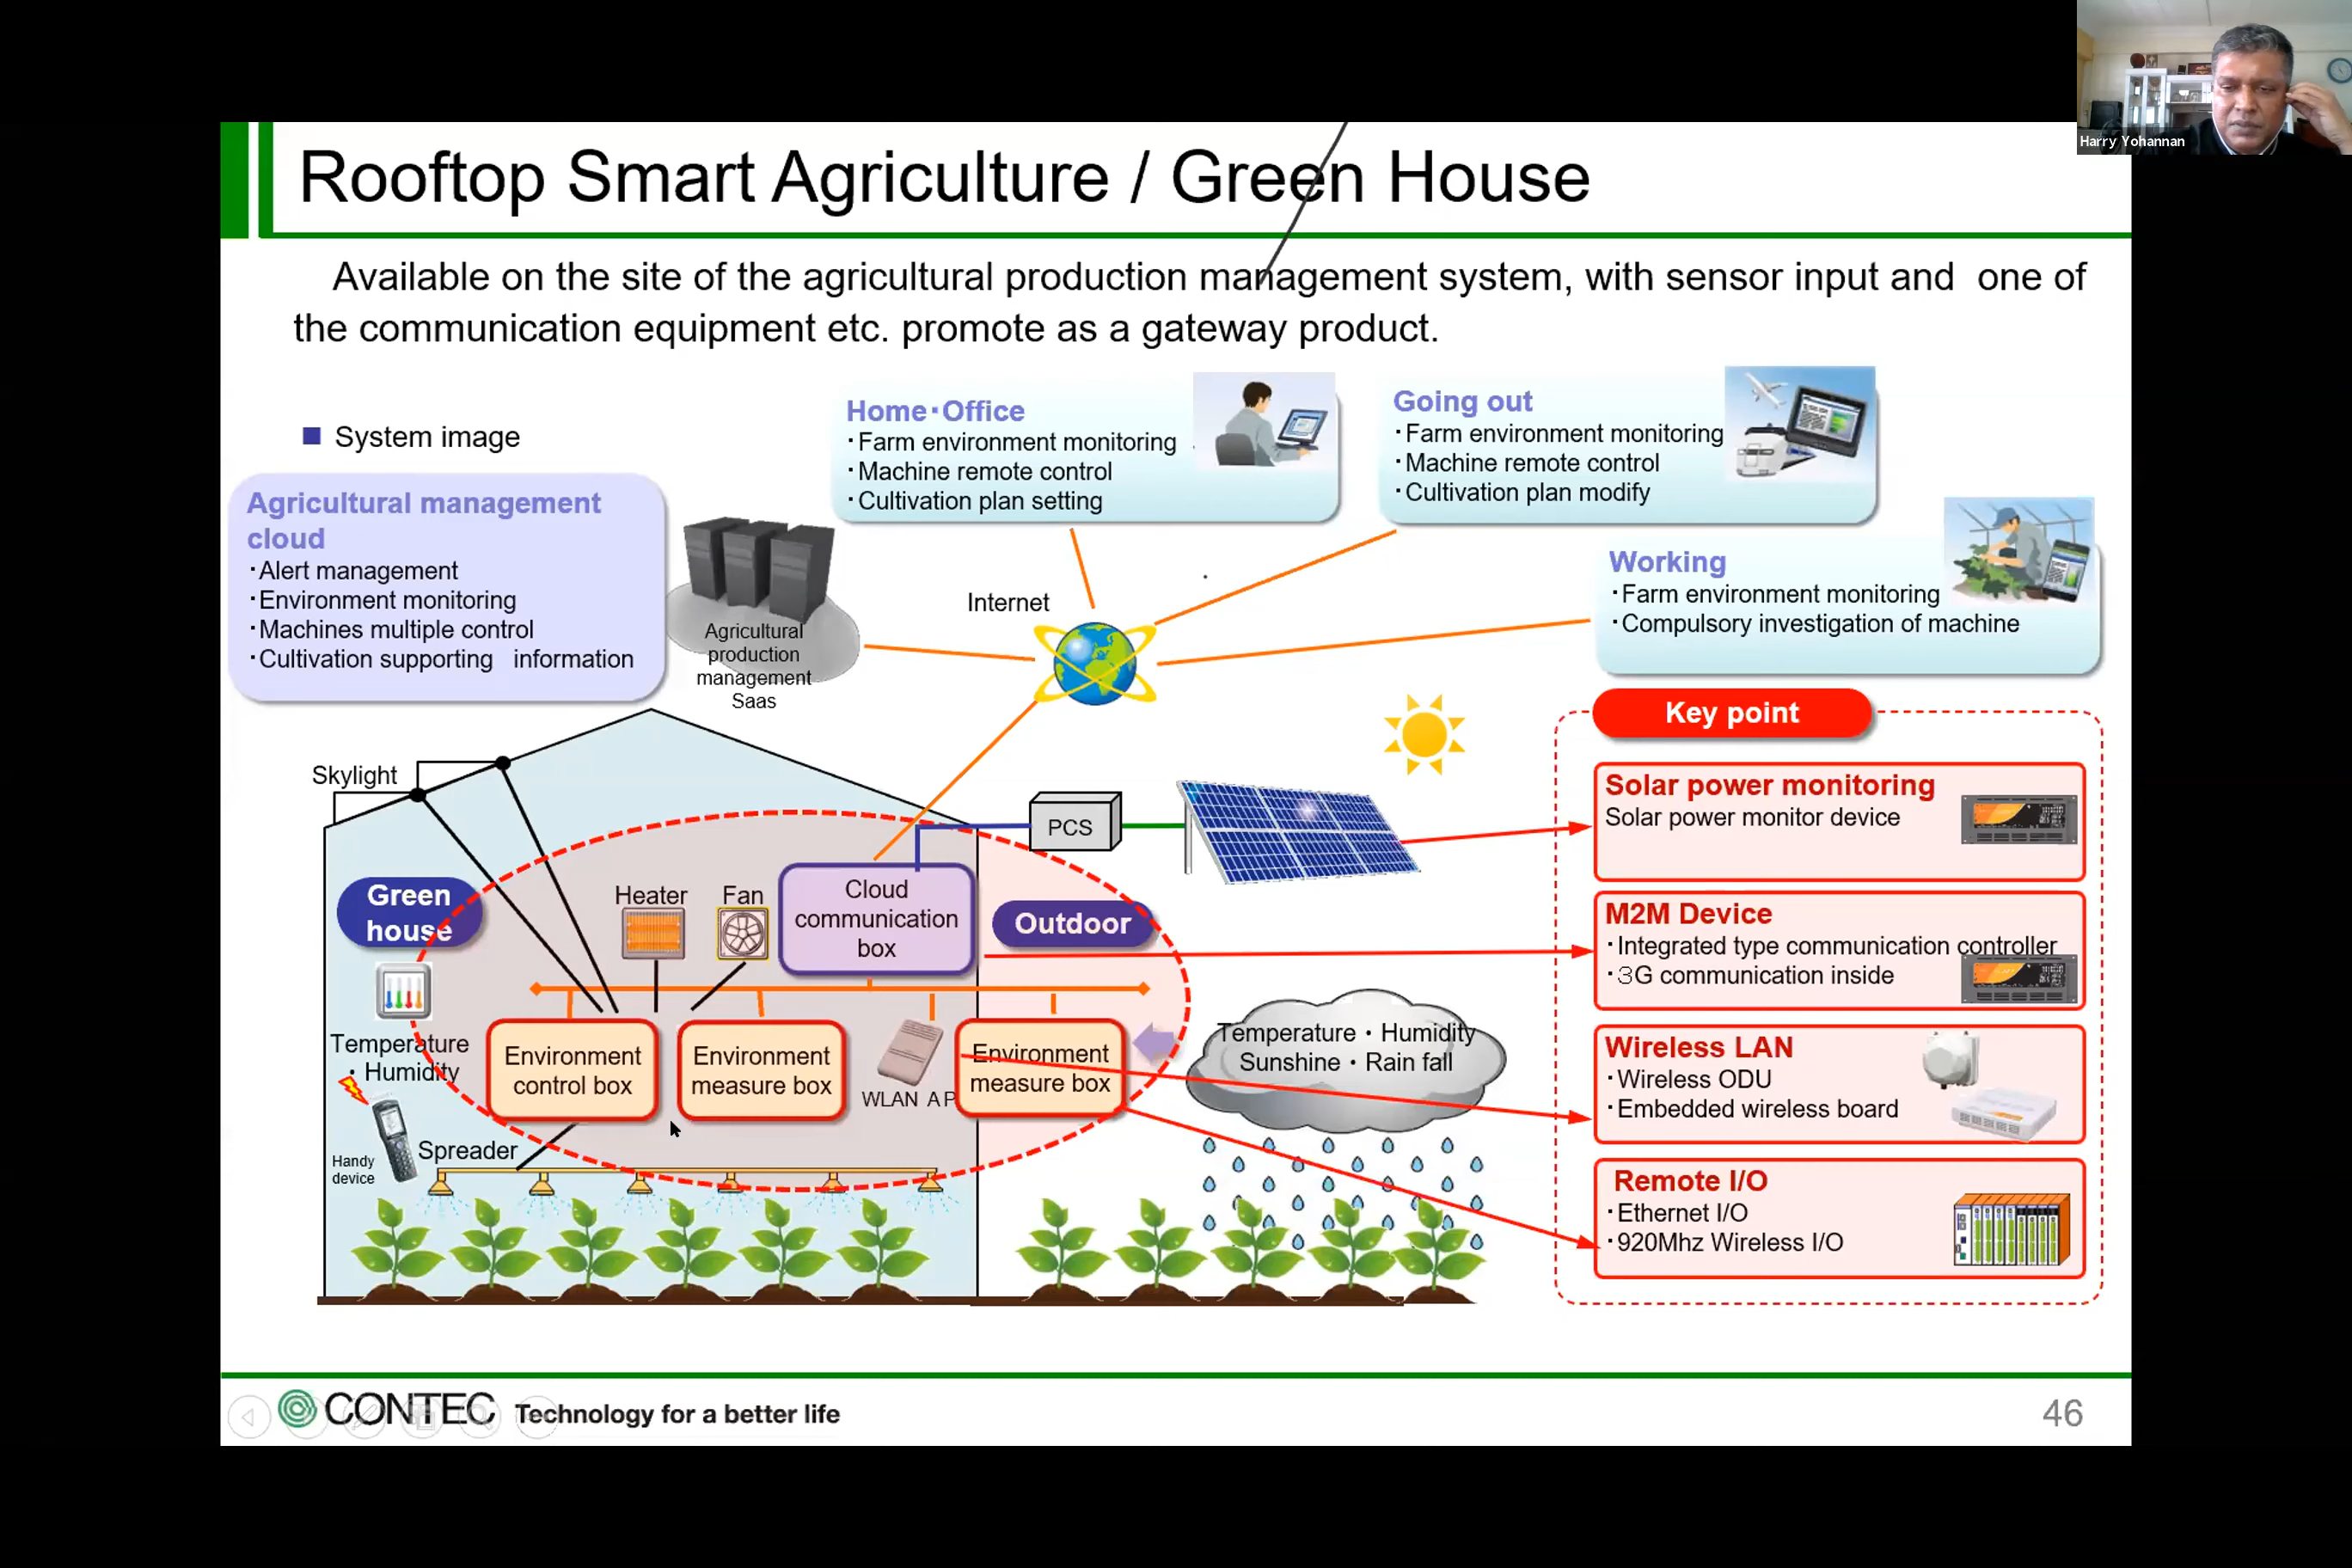 Harry Yohannan
Rooftop Smart Agriculture / Green House
Available on the site of the agricultural production management system, with sensor input and one of
the communication equipment etc. promote as a gateway product.
■ System image
Home・Office
・Farm environment monitoring
・Machine remote control
・Cultivation plan setting
Going out
・Farm environment monitoring
・Machine remote control
・Cultivation plan modify
Agricultural management
cloud
・Alert management
・Environment monitoring
・Machines multiple control
・Cultivation supporting information
Agricultural
production
management
Saas
Internet
Working
・Farm environment monitoring
・Compulsory investigation of machine
Key point
Solar power monitoring
Solar power monitor device
M2M Device
・Integrated type communication controller
・3G communication inside
Wireless LAN
・Wireless ODU
・Embedded wireless board
Remote I/O
・Ethernet I/O
・920Mhz Wireless I/O
Skylight
PCS
Green
house
Heater
Fan
Cloud
communication
box
Outdoor
Temperature
・Humidity
Environment
control box
Environment
measure box
WLAN AP
Environment
measure box
Temperature・Humidity
Sunshine・Rain fall
Handy
device
Spreader
CONTEC Technology for a better life
46